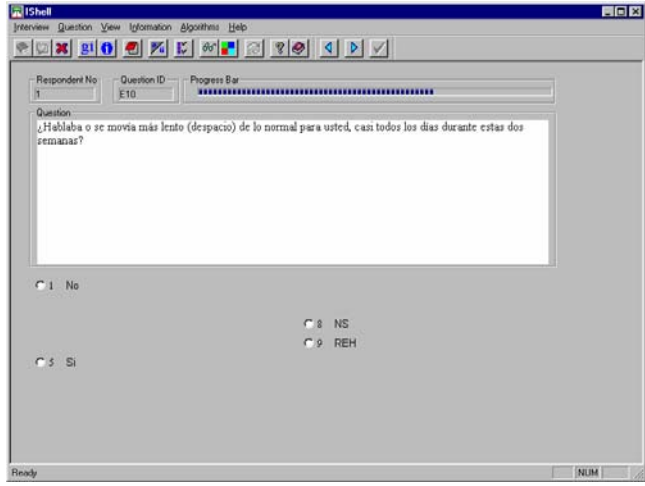 IShell
Interview Question View Information Algorithms Help
Respondent No
1
Question ID
E10
Progress Bar
Question
¿Hablaba o se movía más lento (despacio) de lo normal para usted, casi todos los días durante estas dos
semanas?
1 No
8 NS
9 REH
5 Si
Ready
NUM